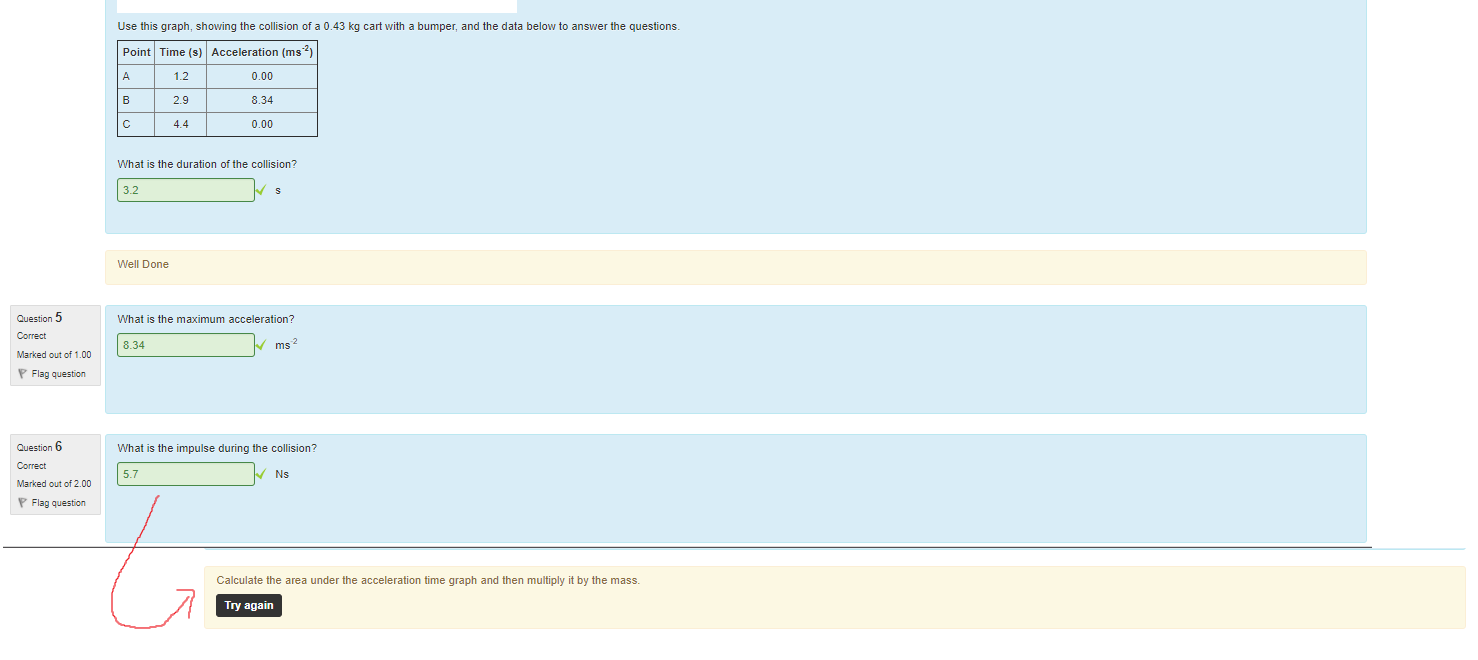 Use this graph, showing the collision of a 0.43 kg cart with a bumper, and the data below to answer the questions.
Point Time (s) Acceleration (ms⁻²)
A 1.2 0.00
B 2.9 8.34
C 4.4 0.00
What is the duration of the collision?
3.2 s
Well Done
Question 5
Correct
Marked out of 1.00
Flag question
What is the maximum acceleration?
8.34 ms⁻²
Question 6
Correct
Marked out of 2.00
Flag question
What is the impulse during the collision?
5.7 Ns
Calculate the area under the acceleration time graph and then multiply it by the mass.
Try again